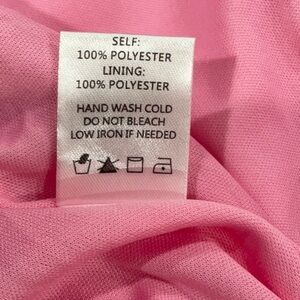 SELF:
100% POLYESTER
LINING:
100% POLYESTER
HAND WASH COLD
DO NOT BLEACH
LOW IRON IF NEEDED